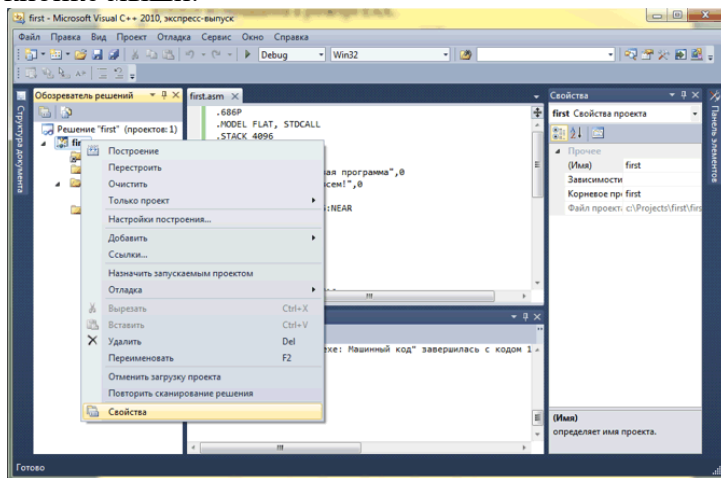 first - Microsoft Visual C++ 2010, экспресс-выпуск
Файл Правка Вид Проект Отладка Сервис Окно Справка
Debug Win32
Обозреватель решений
first.asm
Свойства
Структура документа
Панель элементов
Решение "first" (проектов: 1)
.686P
.MODEL FLAT, STDCALL
.STACK 4096
ая программа",0
сем!",0
:NEAR
first Свойства проекта
Прочее
(Имя) first
Зависимости
Корневое пр first
Файл проект c:\Projects\first\firs
Построение
Перестроить
Очистить
Только проект
Настройки построения...
Добавить
Ссылки...
Назначить запускаемым проектом
Отладка
Вырезать Ctrl+X
Вставить Ctrl+V
Удалить Del
Переименовать F2
Отменить загрузку проекта
Повторить сканирование решения
Свойства
exe: Машинный код" завершилась с кодом 1
(Имя)
определяет имя проекта.
Готово